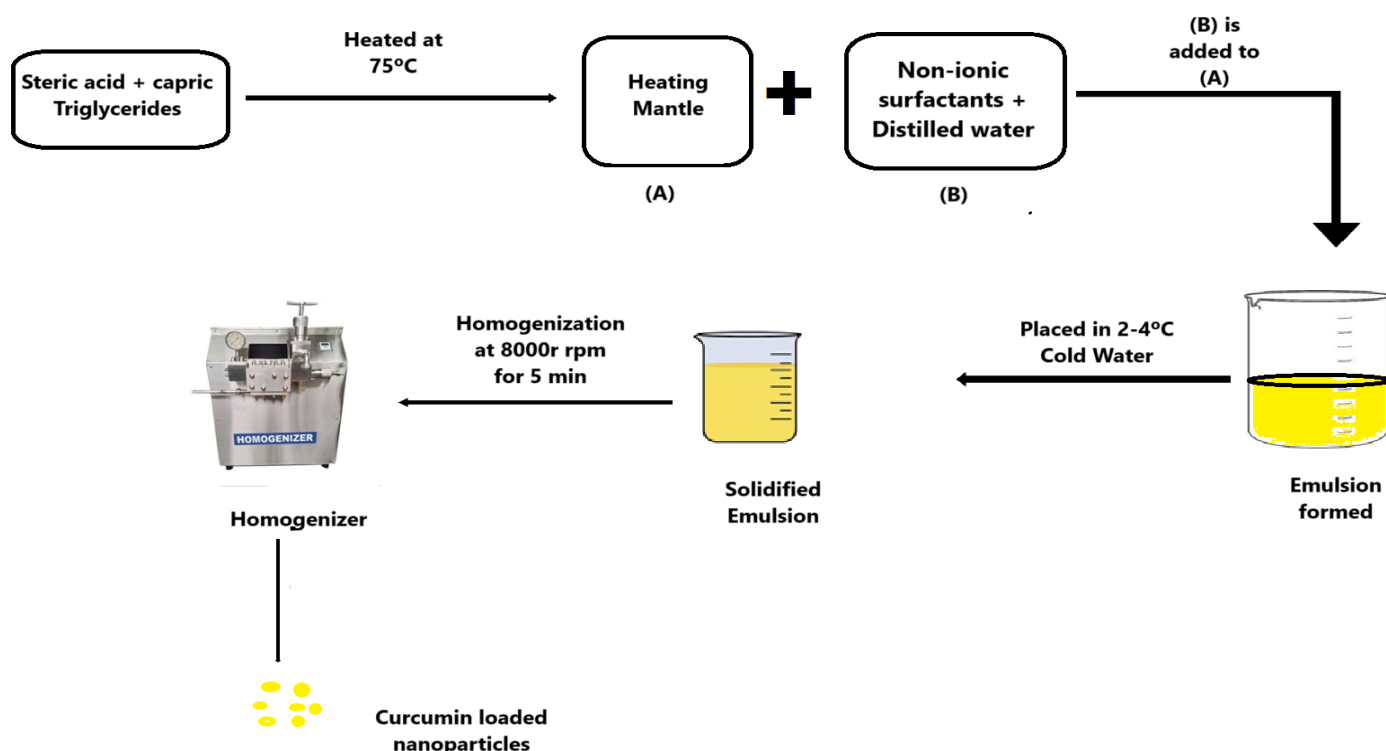 Steric acid + capric
Triglycerides
Heated at
75ºC
Heating
Mantle
(A)
Non-ionic
surfactants +
Distilled water
(B)
(B) is
added to
(A)
Emulsion
formed
Placed in 2-4ºC
Cold Water
Solidified
Emulsion
Homogenization
at 8000r rpm
for 5 min
HOMOGENIZER
Homogenizer
Curcumin loaded
nanoparticles